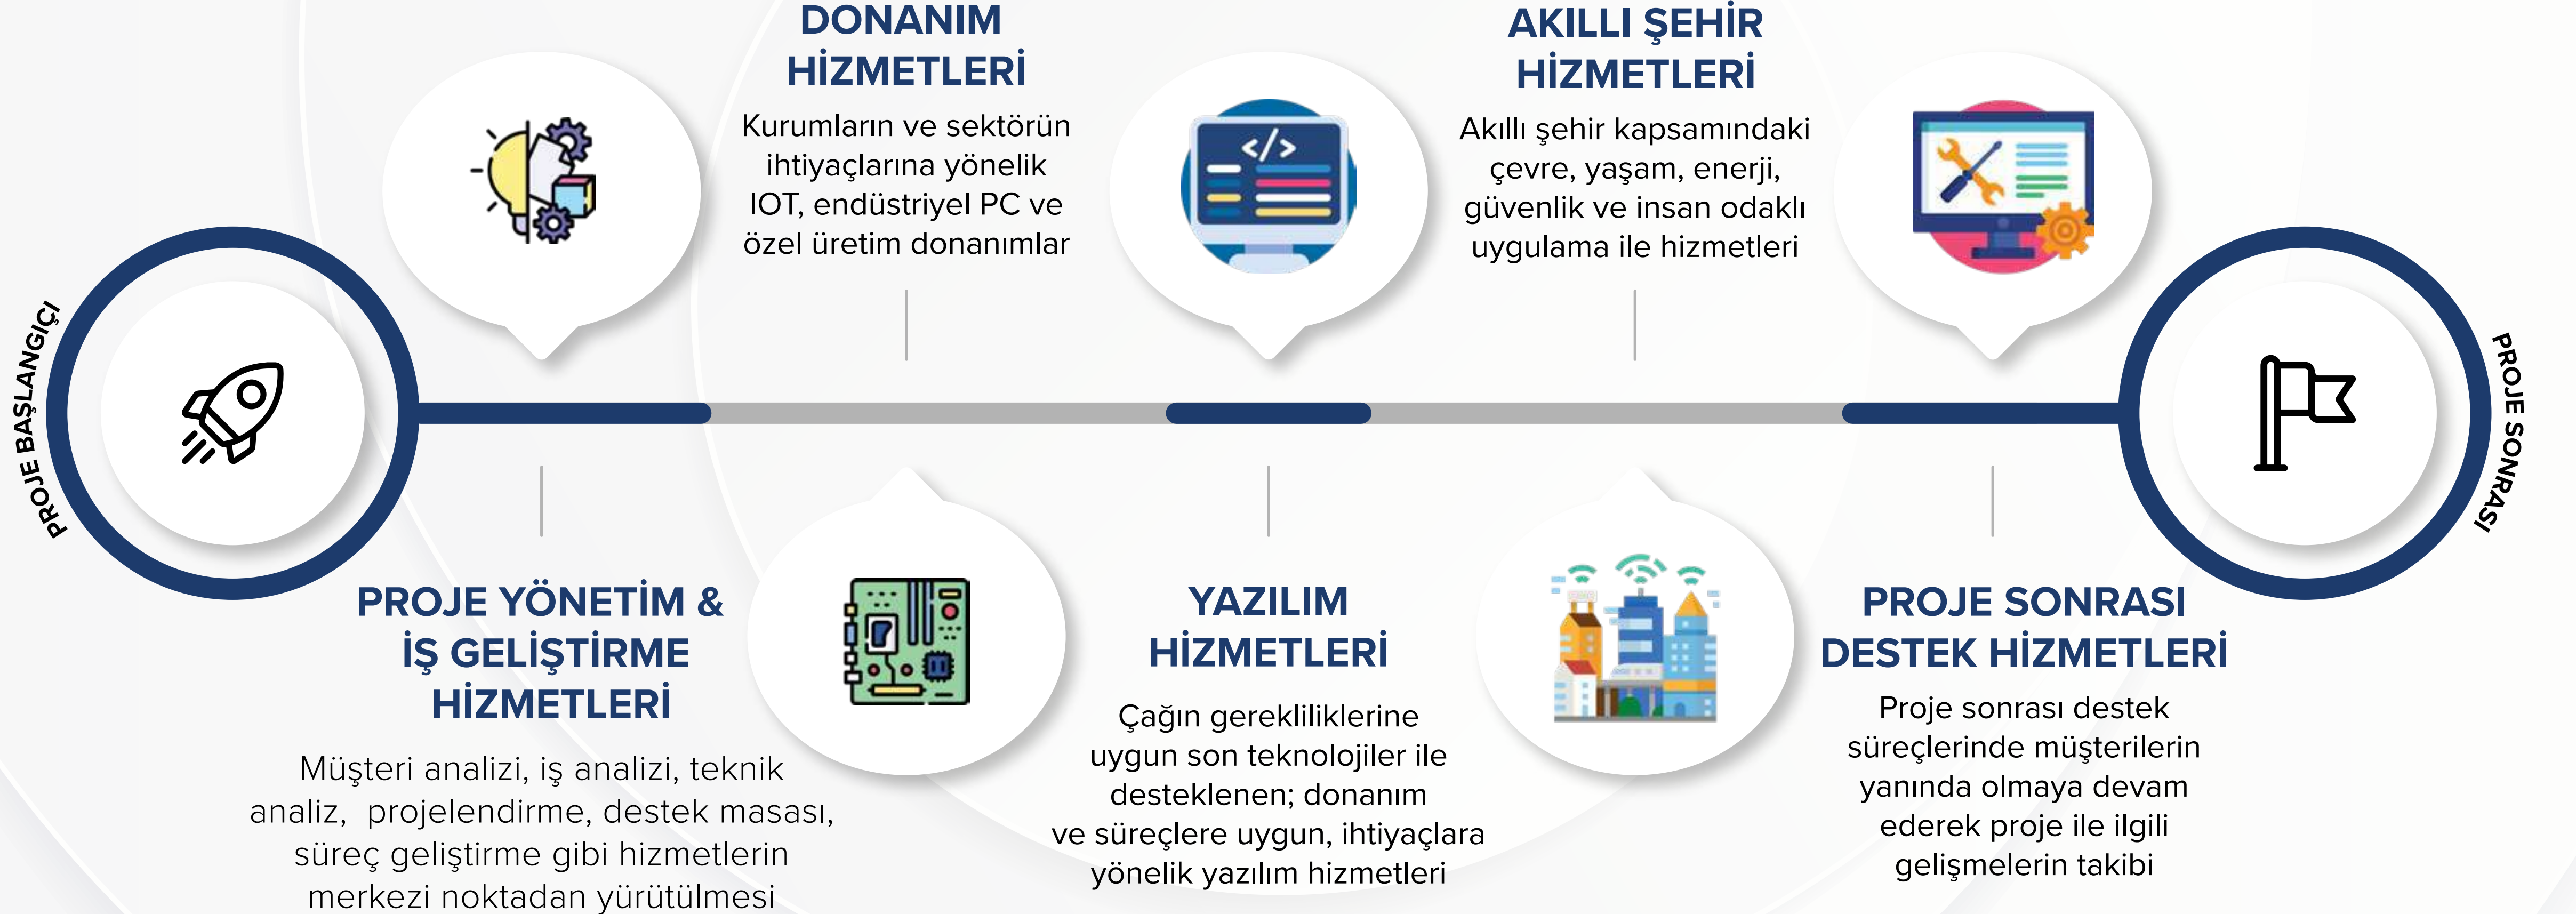 PROJE BAŞLANGIÇI
PROJE YÖNETİM &
İŞ GELİŞTİRME
HİZMETLERİ
Müşteri analizi, iş analizi, teknik
analiz,  projelendirme, destek masası,
süreç geliştirme gibi hizmetlerin
merkezi noktadan yürütülmesi
DONANIM
HİZMETLERİ
Kurumların ve sektörün
ihtiyaçlarına yönelik
IOT, endüstriyel PC ve
özel üretim donanımlar
</>
YAZILIM
HİZMETLERİ
Çağın gerekliliklerine
uygun son teknolojiler ile
desteklenen; donanım
ve süreçlere uygun, ihtiyaçlara
yönelik yazılım hizmetleri
AKILLI ŞEHİR
HİZMETLERİ
Akıllı şehir kapsamındaki
çevre, yaşam, enerji,
güvenlik ve insan odaklı
uygulama ile hizmetleri
PROJE SONRASI
DESTEK HİZMETLERİ
Proje sonrası destek
süreçlerinde müşterilerin
yanında olmaya devam
ederek proje ile ilgili
gelişmelerin takibi
PROJE SONRASI